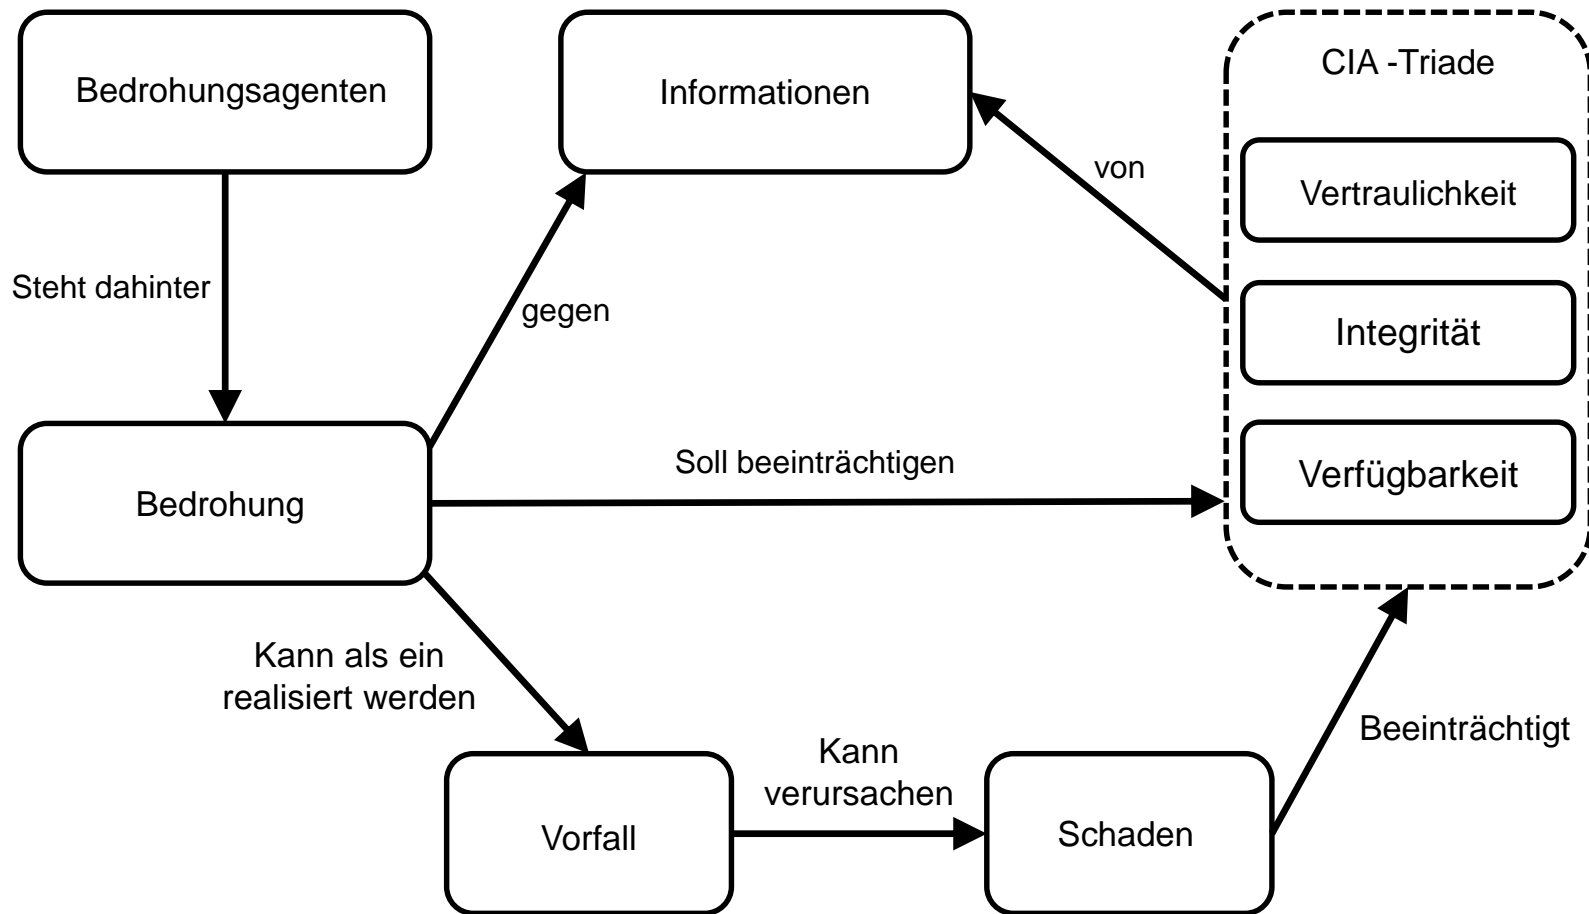 Bedrohungsagenten
Informationen
CIA -Triade
von
Vertraulichkeit
Steht dahinter
gegen
Integrität
Soll beeinträchtigen
Verfügbarkeit
Bedrohung
Kann als ein
realisiert werden
Beeinträchtigt
Kann
verursachen
Vorfall
Schaden